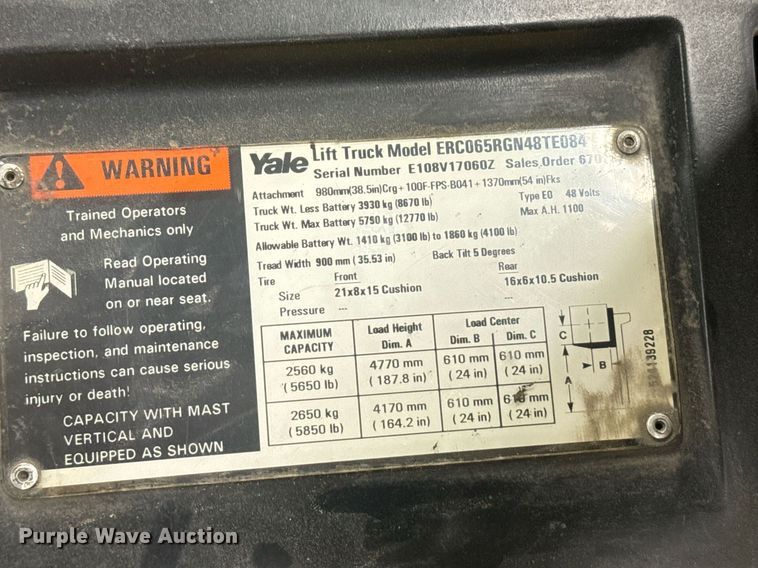 WARNING
Trained Operators
and Mechanics only
Read Operating
Manual located
on or near seat.
Failure to follow operating,
inspection, and maintenance
instructions can cause serious
injury or death!
CAPACITY WITH MAST
VERTICAL AND
EQUIPPED AS SHOWN
Yale Lift Truck Model ERC065RGN48TE084
Serial Number E108V17060Z Sales Order
Attachment 980mm(38.5in)Crg+100F-FPS-B041+1370mm(54 in)Fks
Truck Wt. Less Battery 3930 kg (8670 lb) Type EO 48 Volts
Truck Wt. Max Battery 5790 kg (12770 lb) Max A.H. 1100
Allowable Battery Wt. 1410 kg (3100 lb) to 1860 kg (4100 lb)
Tread Width 900 mm (35.53 in) Back Tilt 5 Degrees
Tire Front Rear
Size 21x8x15 Cushion 16x6x10.5 Cushion
Pressure --- ---
MAXIMUM CAPACITY Load Height Dim. A Load Center Dim. B Dim. C
2560 kg (5650 lb) 4770 mm (187.8 in) 610 mm (24 in) 610 mm (24 in)
2650 kg (5850 lb) 4170 mm (164.2 in) 610 mm (24 in) 610 mm (24 in)
C
B
A
Purple Wave Auction